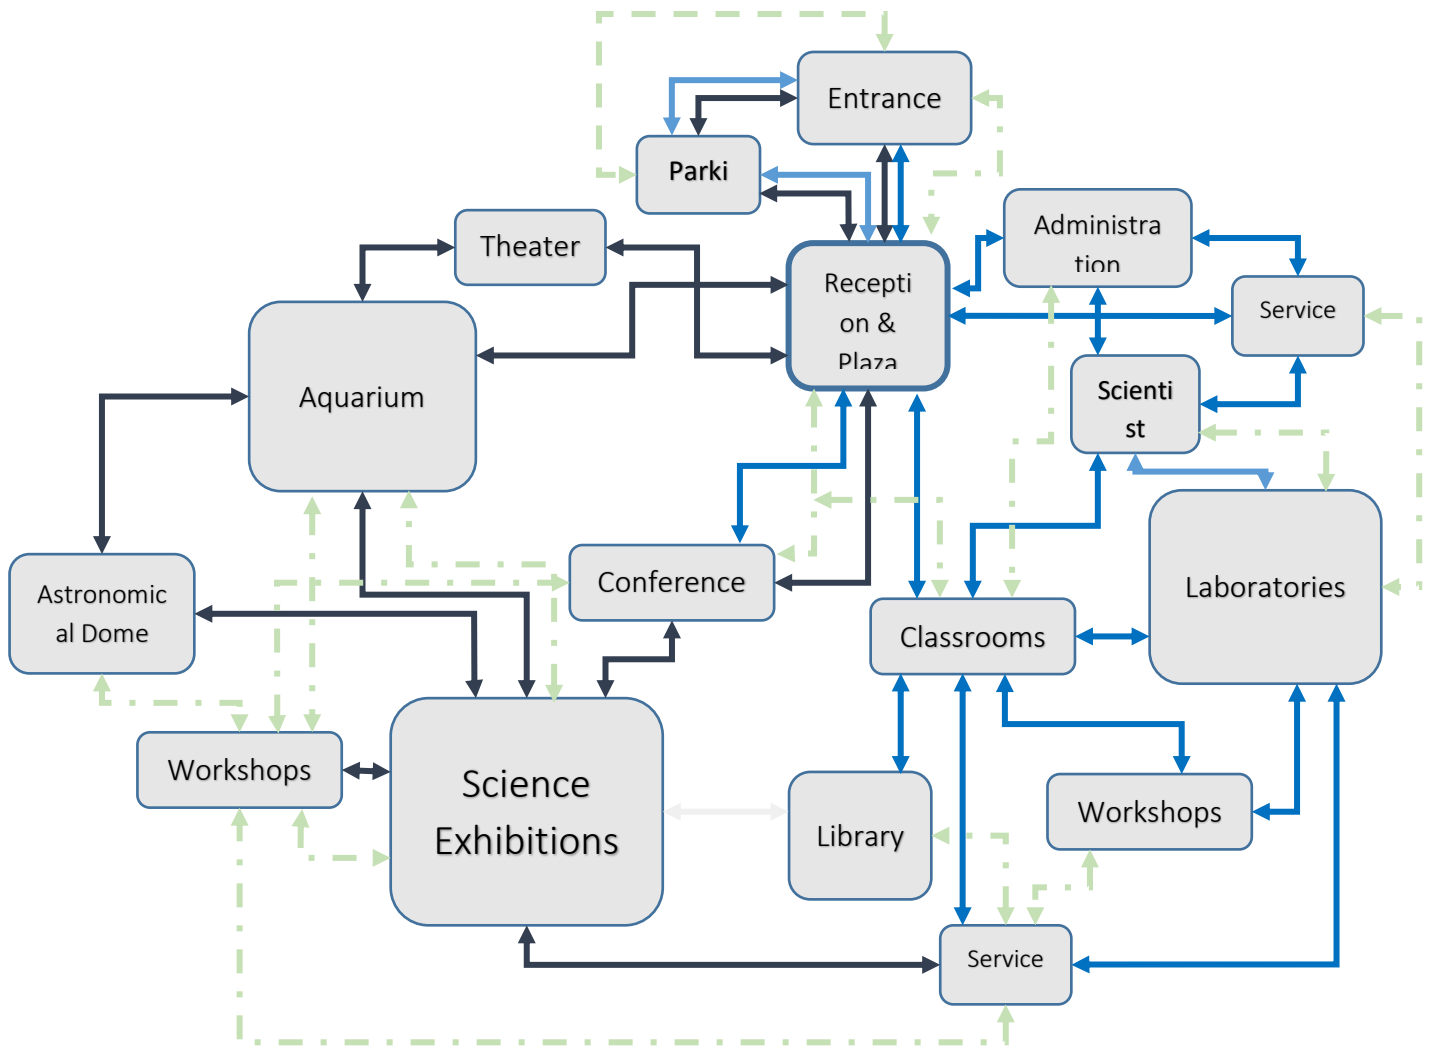 Entrance
Parki
Theater
Administra
tion
Recepti
on &
Plaza
Service
Aquarium
Scienti
st
Astronomic
al Dome
Conference
Laboratories
Classrooms
Workshops
Science
Exhibitions
Library
Workshops
Service